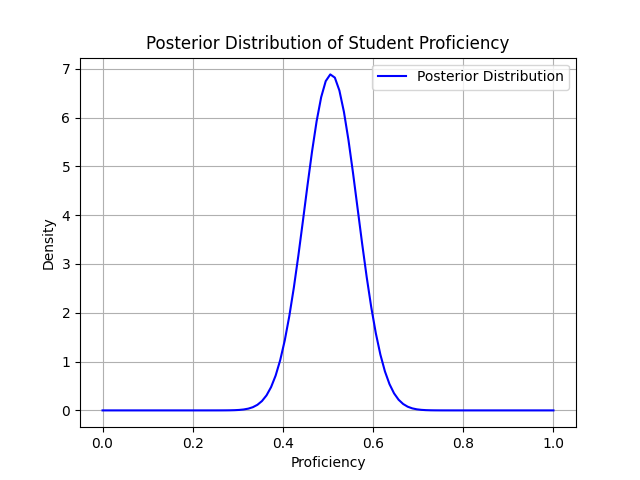 Posterior Distribution of Student Proficiency
Posterior Distribution
7
6
5
4
3
2
1
0
Density
0.0 0.2 0.4 0.6 0.8 1.0
Proficiency